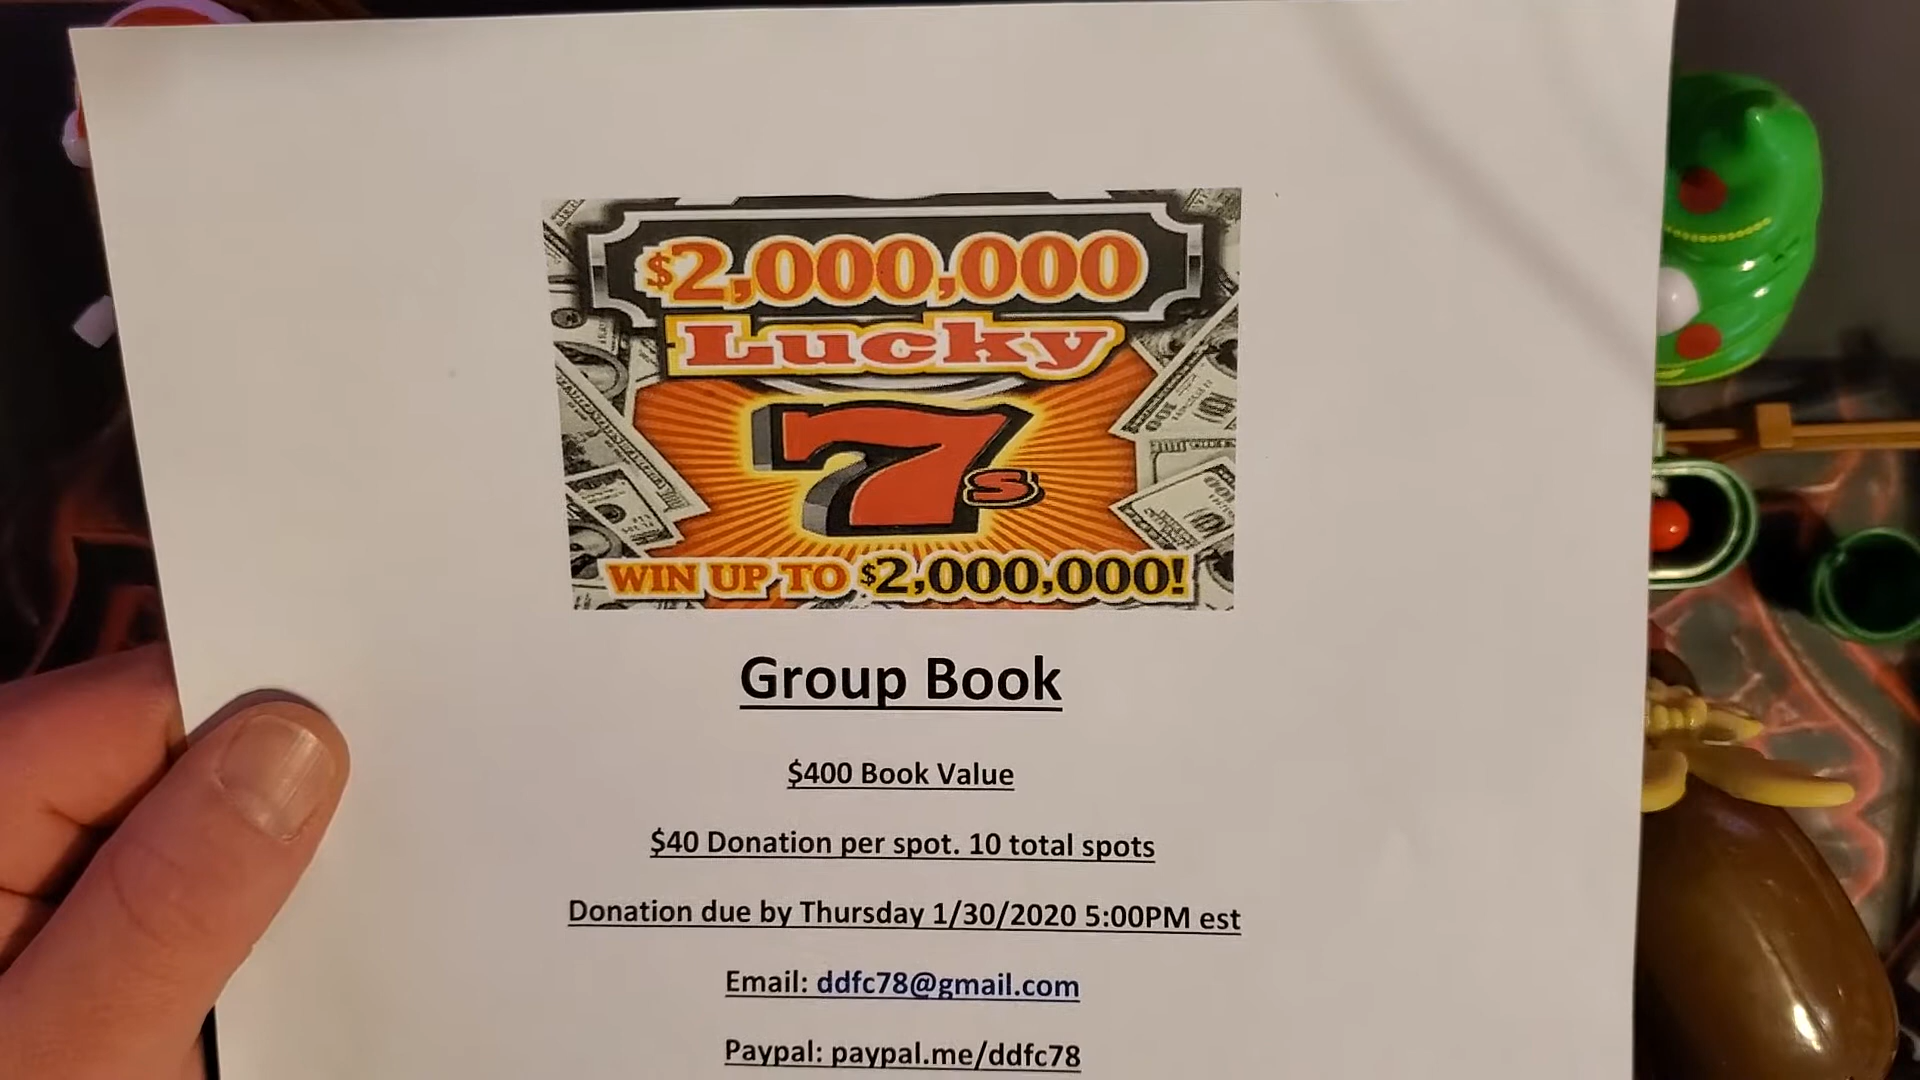 $2,000,000
Lucky
7s
WIN UP TO $2,000,000!
Group Book
$400 Book Value
$40 Donation per spot. 10 total spots
Donation due by Thursday 1/30/2020 5:00PM est
Email: ddfc78@gmail.com
Paypal: paypal.me/ddfc78